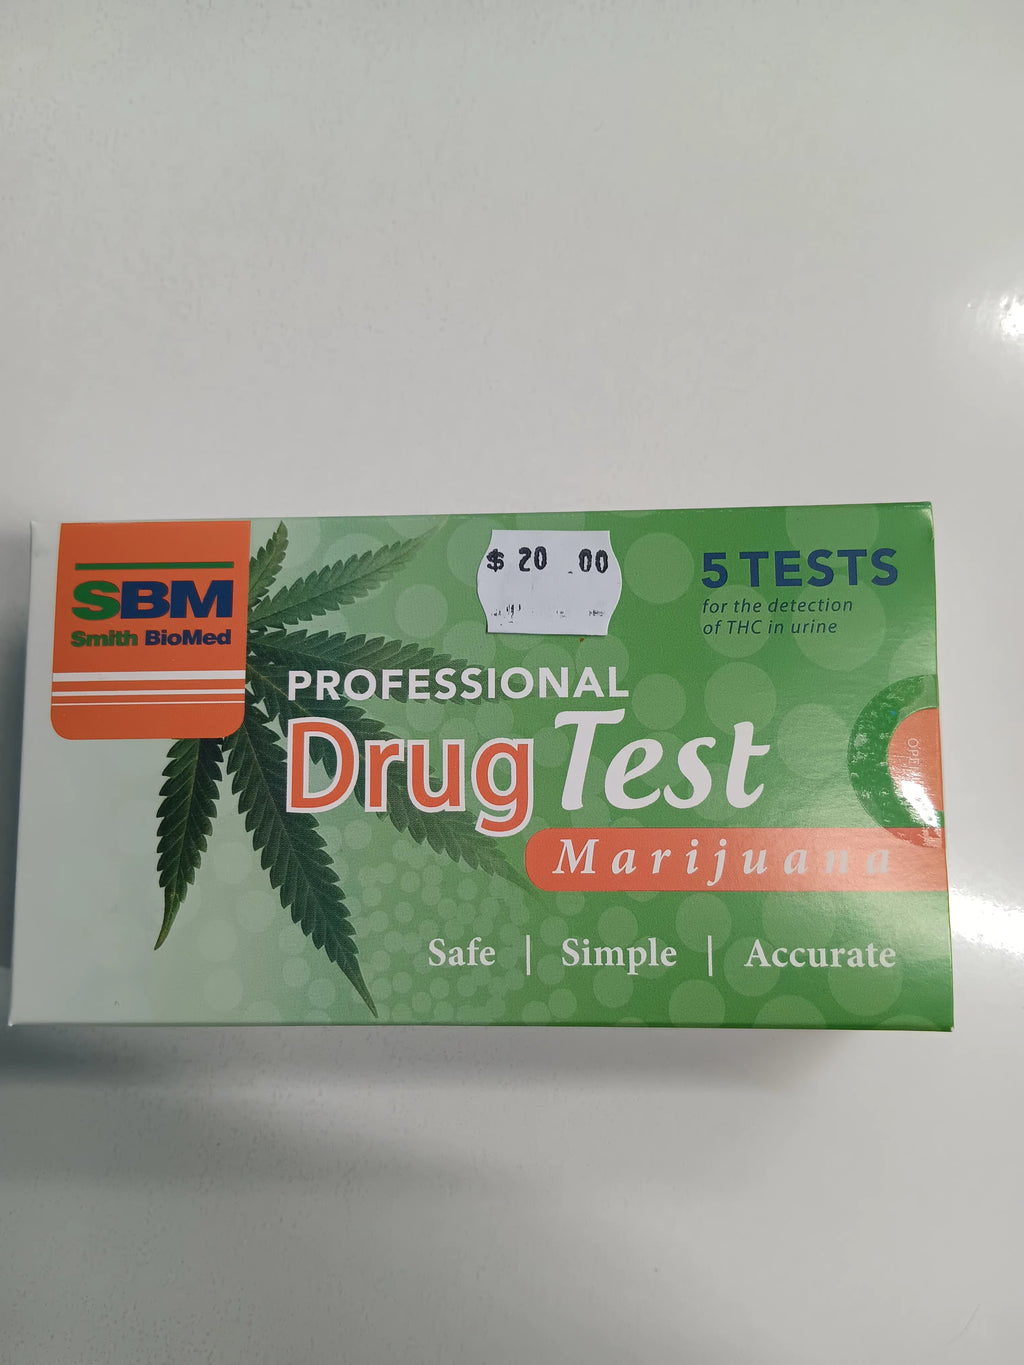 SBM
Smith BioMed
$ 20 .00
5 TESTS
for the detection
of THC in urine
PROFESSIONAL
Drug Test
Marijuana
Safe | Simple | Accurate